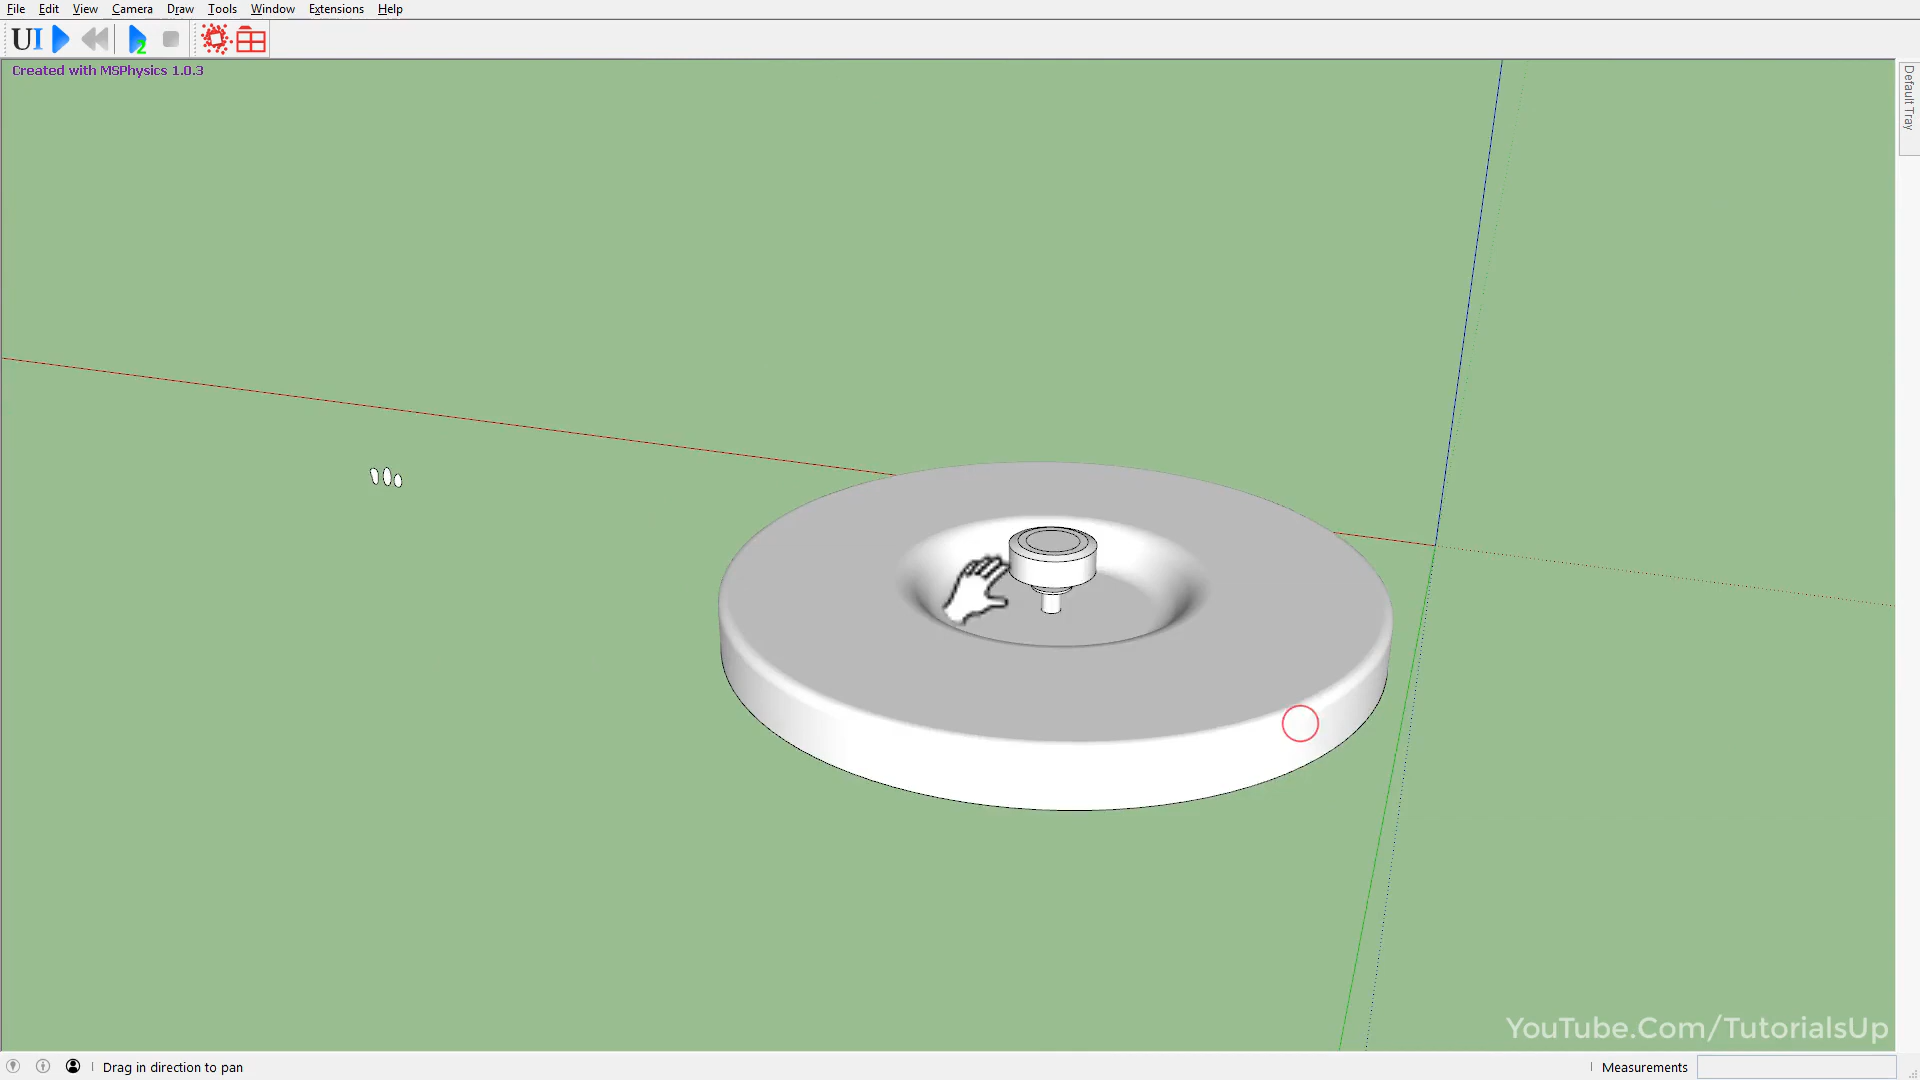 File Edit View Camera Draw Tools Window Extensions Help
UI 2
Created with MSPhysics 1.0.3
Default Tray
YouTube.Com/TutorialsUp
Drag in direction to pan
Measurements